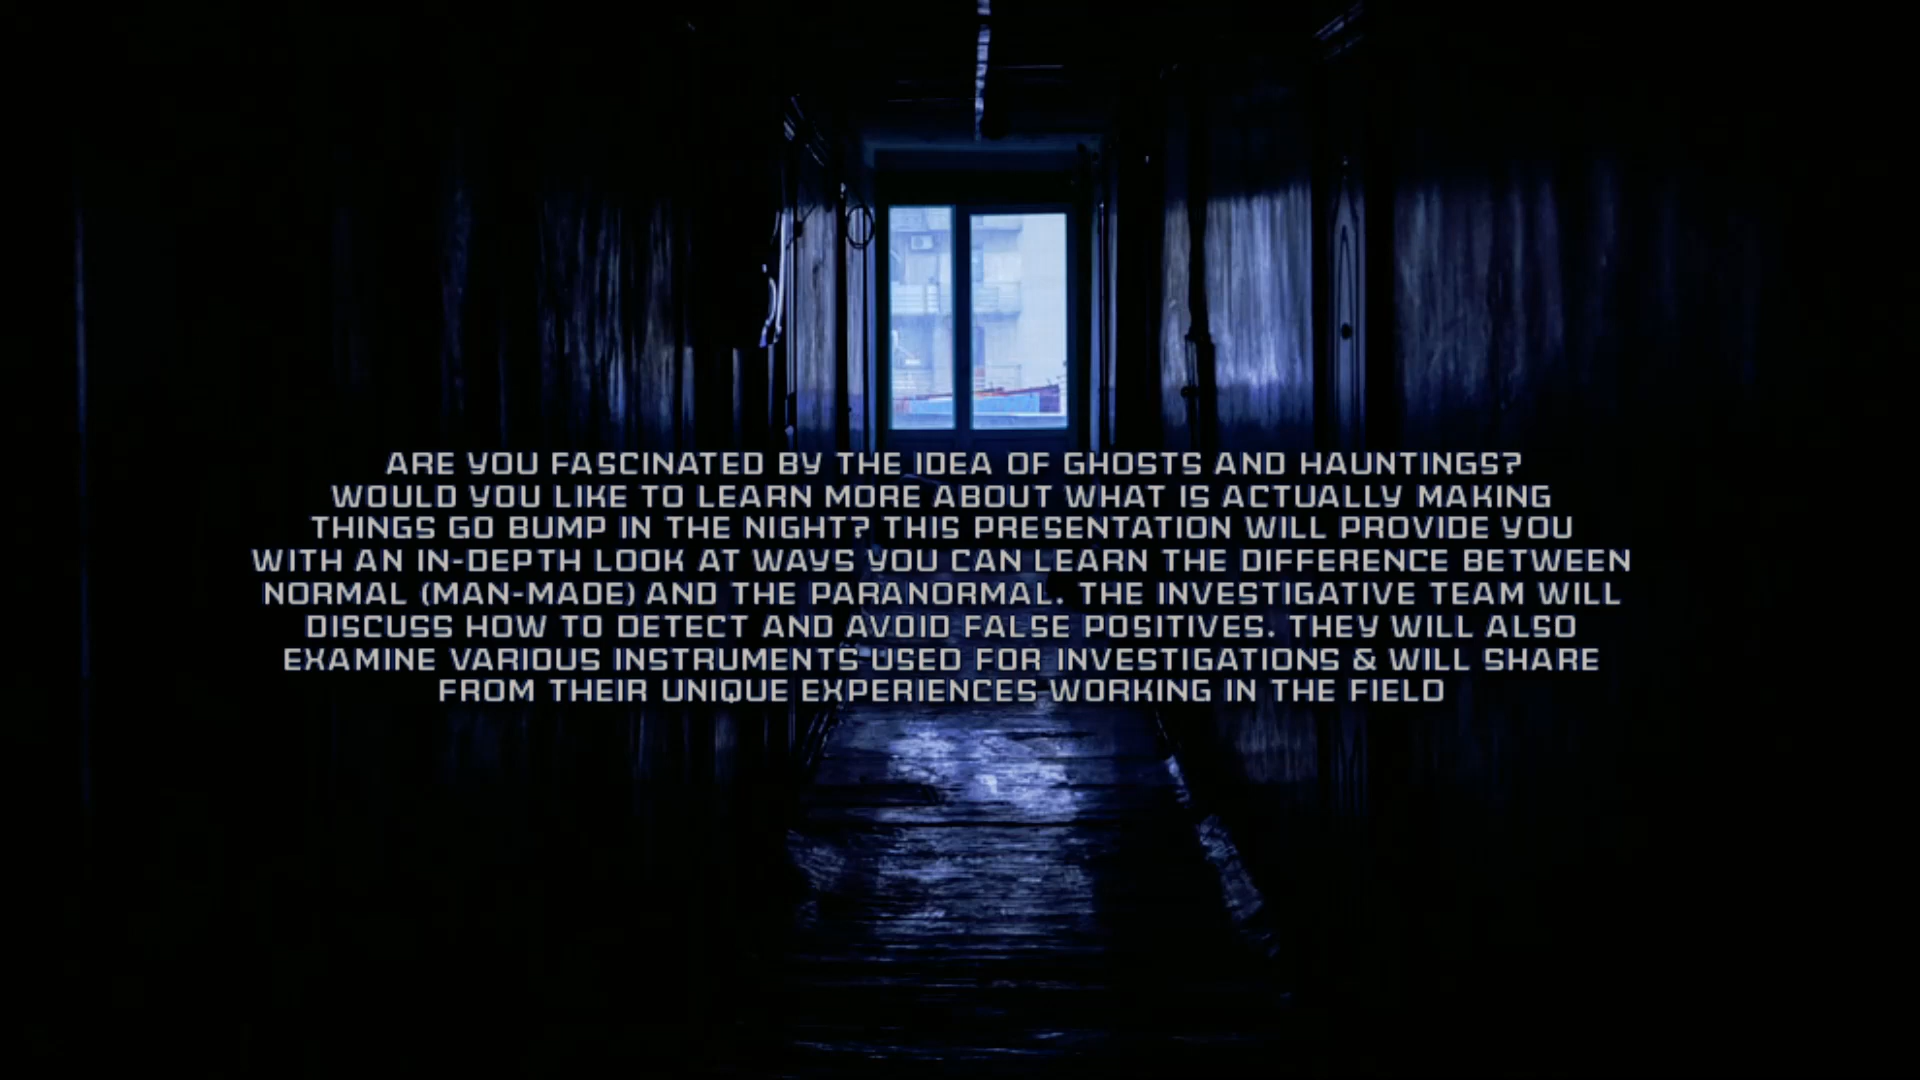 ARE YOU FASCINATED BY THE IDEA OF GHOSTS AND HAUNTINGS?
WOULD YOU LIKE TO LEARN MORE ABOUT WHAT IS ACTUALLY MAKING
THINGS GO BUMP IN THE NIGHT? THIS PRESENTATION WILL PROVIDE YOU
WITH AN IN-DEPTH LOOK AT WAYS YOU CAN LEARN THE DIFFERENCE BETWEEN
NORMAL (MAN-MADE) AND THE PARANORMAL. THE INVESTIGATIVE TEAM WILL
DISCUSS HOW TO DETECT AND AVOID FALSE POSITIVES. THEY WILL ALSO
EXAMINE VARIOUS INSTRUMENTS USED FOR INVESTIGATIONS & WILL SHARE
FROM THEIR UNIQUE EXPERIENCES WORKING IN THE FIELD